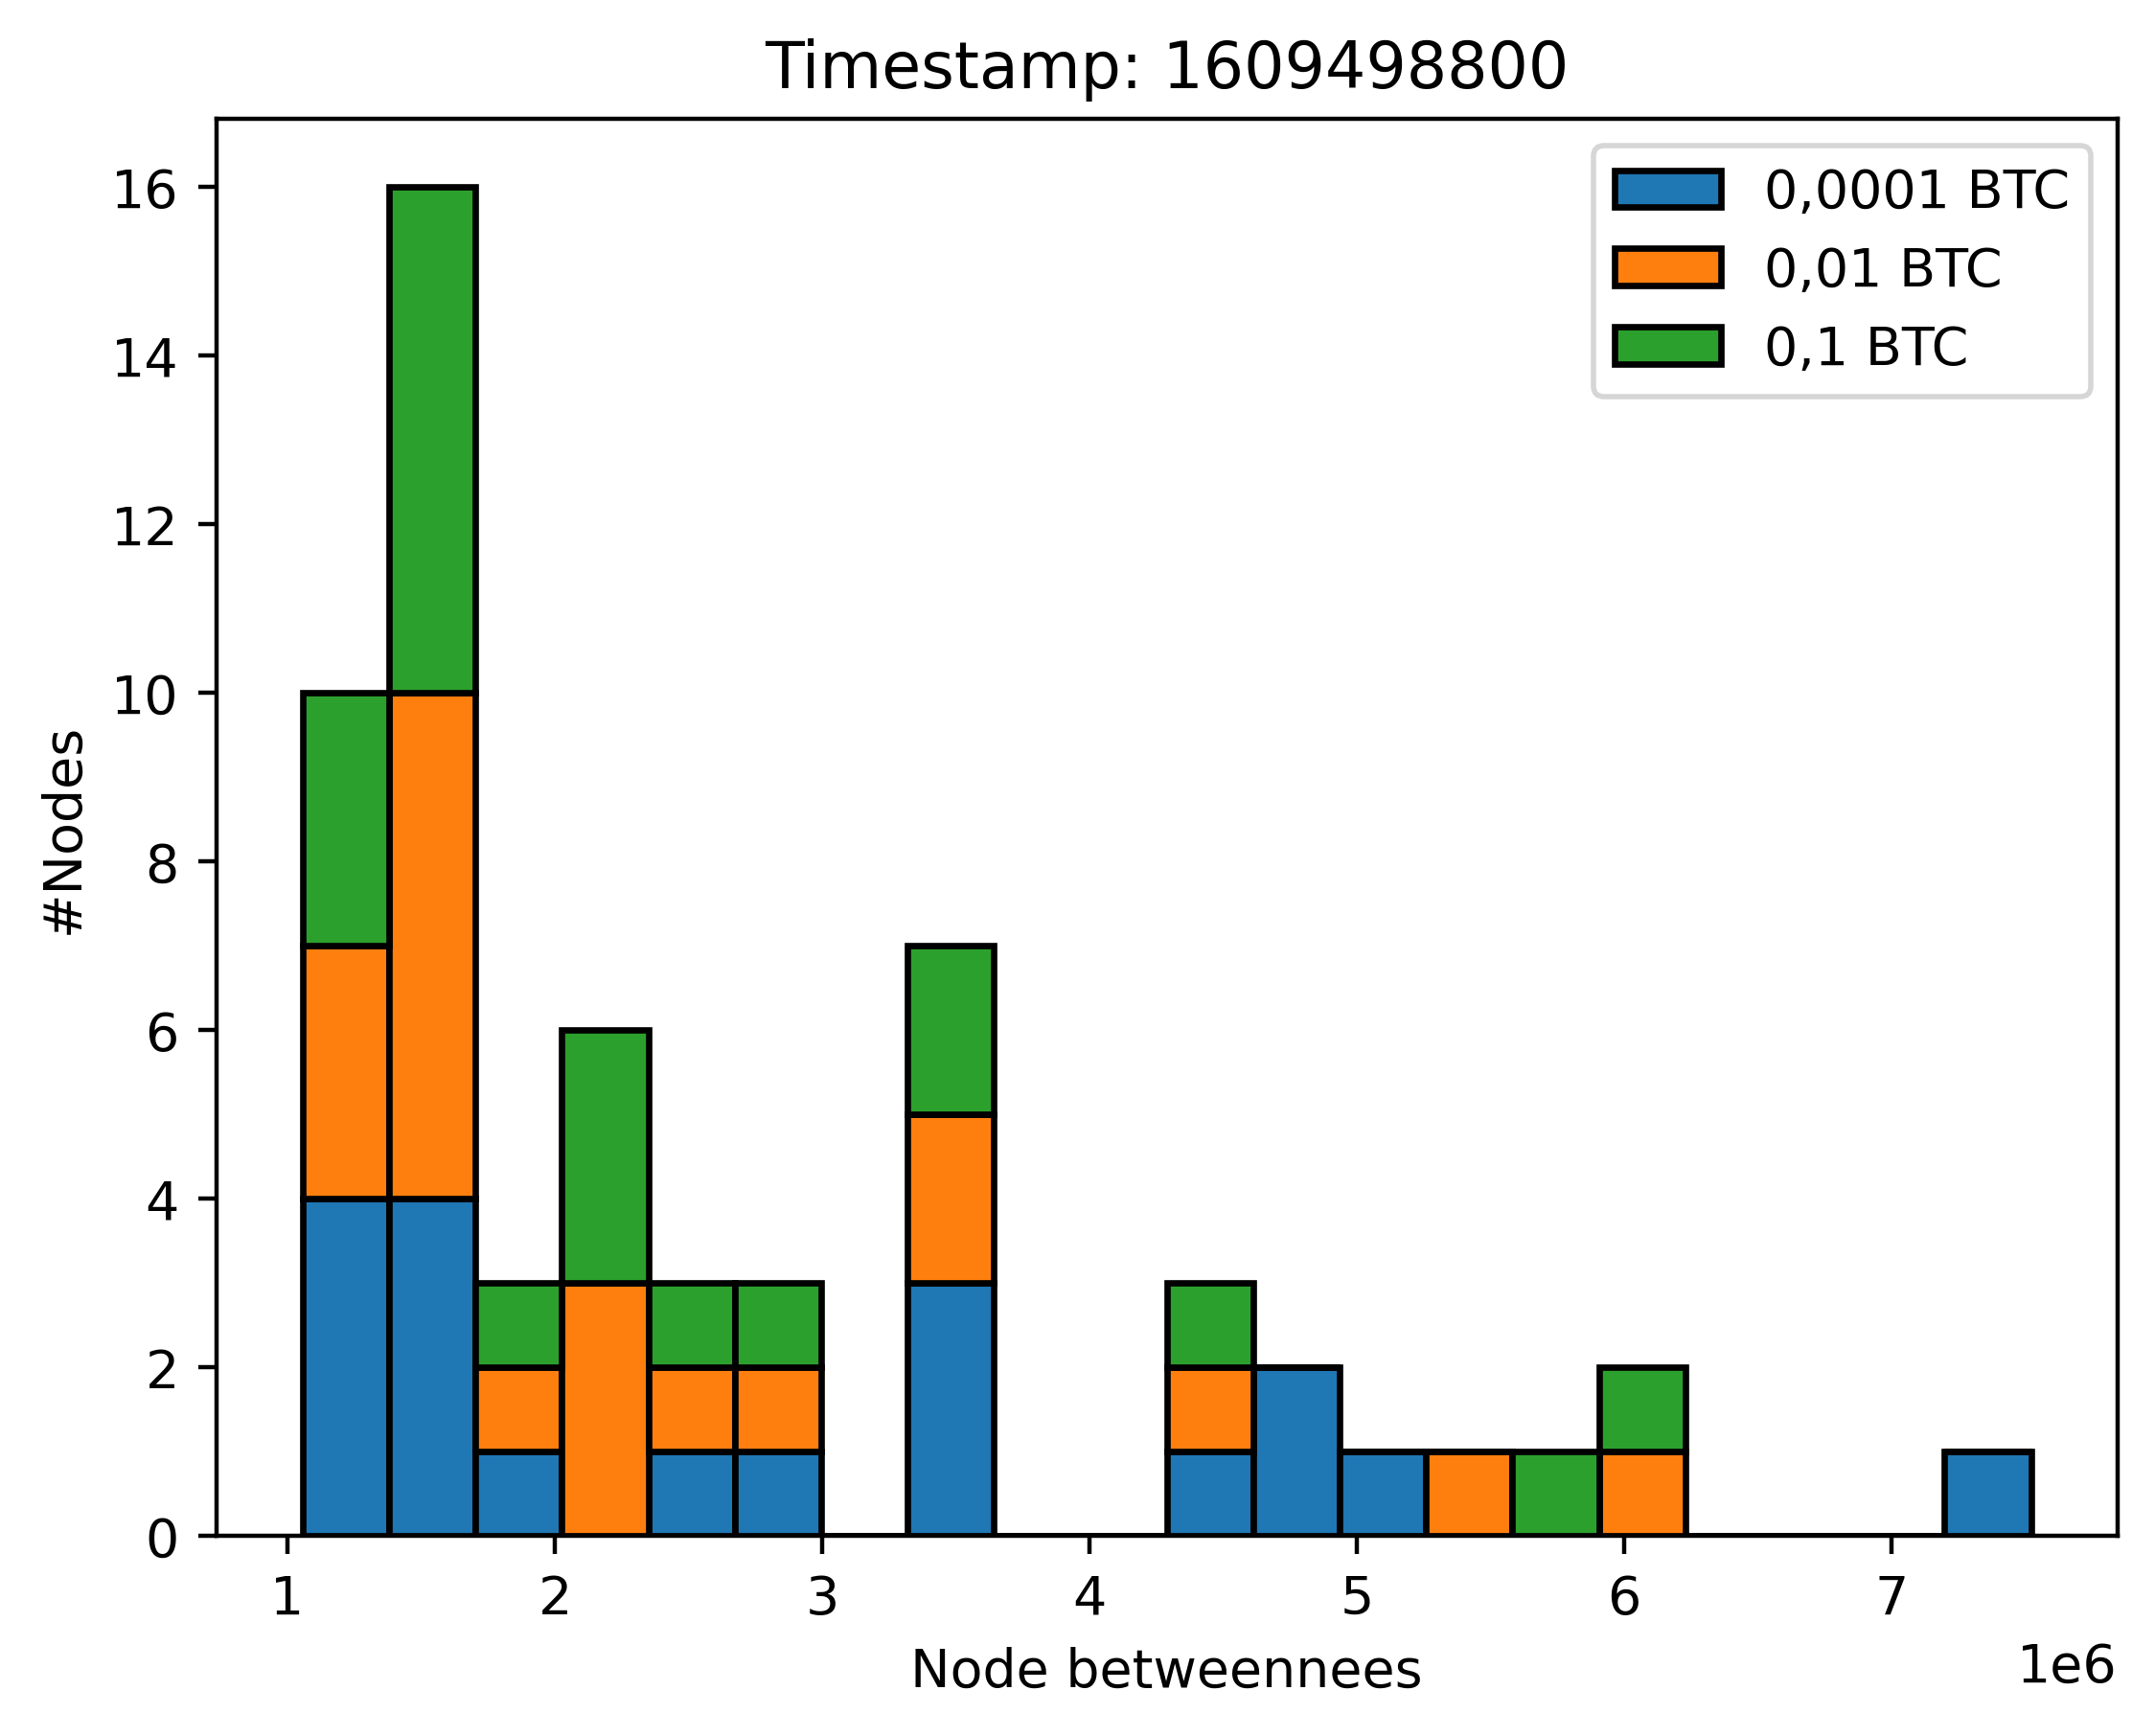 Timestamp: 1609498800
0,0001 BTC
0,01 BTC
0,1 BTC
#Nodes
16
14
12
10
8
6
4
2
0
1 2 3 4 5 6 7
Node betweennees
1e6